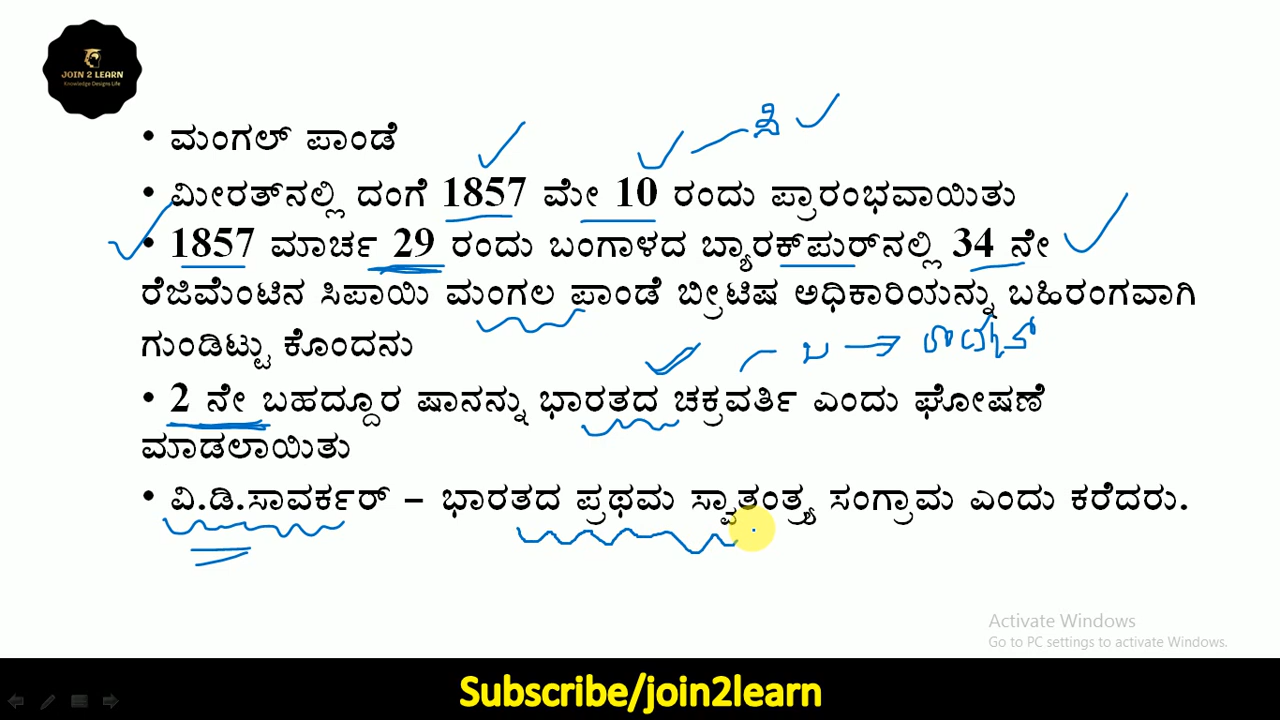 JOIN 2 LEARN
Knowledge Designs Life
• ಮಂಗಲ್ ಪಾಂಡೆ
• ಮೀರತ್‌ನಲ್ಲಿ ದಂಗೆ 1857 ಮೇ 10 ರಂದು ಪ್ರಾರಂಭವಾಯಿತು
• 1857 ಮಾರ್ಚ 29 ರಂದು ಬಂಗಾಳದ ಬ್ಯಾರಕ್‌ಪುರ್‌ನಲ್ಲಿ 34 ನೇ
ರೆಜಿಮೆಂಟಿನ ಸಿಪಾಯಿ ಮಂಗಲ ಪಾಂಡೆ ಬ್ರೀಟಿಷ ಅಧಿಕಾರಿಯನ್ನು ಬಹಿರಂಗವಾಗಿ
ಗುಂಡಿಟ್ಟು ಕೊಂದನು
• 2 ನೇ ಬಹದ್ದೂರ ಷಾನನ್ನು ಭಾರತದ ಚಕ್ರವರ್ತಿ ಎಂದು ಘೋಷಣೆ
ಮಾಡಲಾಯಿತು
• ವಿ.ಡಿ.ಸಾವರ್ಕರ್ – ಭಾರತದ ಪ್ರಥಮ ಸ್ವಾತಂತ್ರ್ಯ ಸಂಗ್ರಾಮ ಎಂದು ಕರೆದರು.
Activate Windows
Go to PC settings to activate Windows.
Subscribe/join2learn